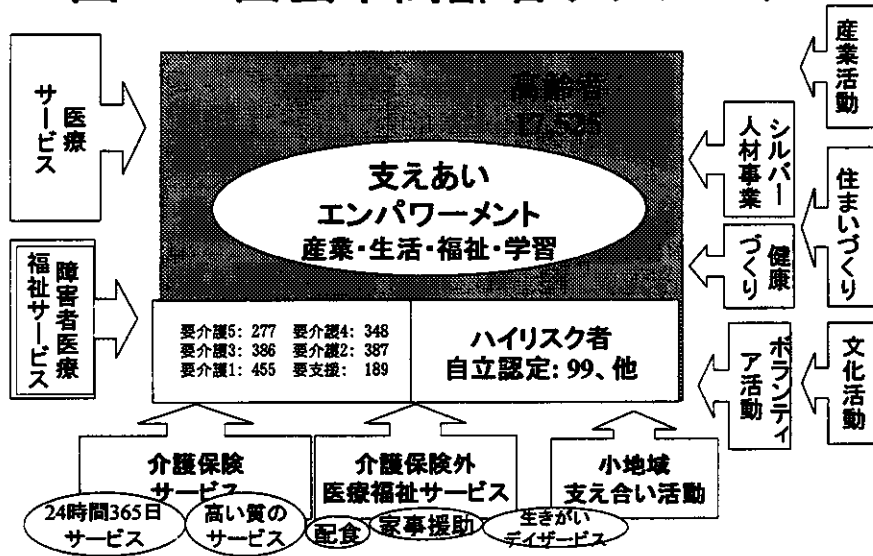 医療
サービス
障害者医療
福祉サービス
高齢者
17,526
支えあい
エンパワーメント
産業・生活・福祉・学習
要介護5: 277 要介護4: 348
要介護3: 386 要介護2: 387
要介護1: 455 要支援: 189
ハイリスク者
自立認定: 99、他
産業活動
シルバー
人材事業
住まいづくり
健康
づくり
ボランティ
ア活動
文化活動
介護保険
サービス
介護保険外
医療福祉サービス
小地域
支え合い活動
24時間365日
サービス
高い質の
サービス
配食
家事援助
生きがい
デイサービス